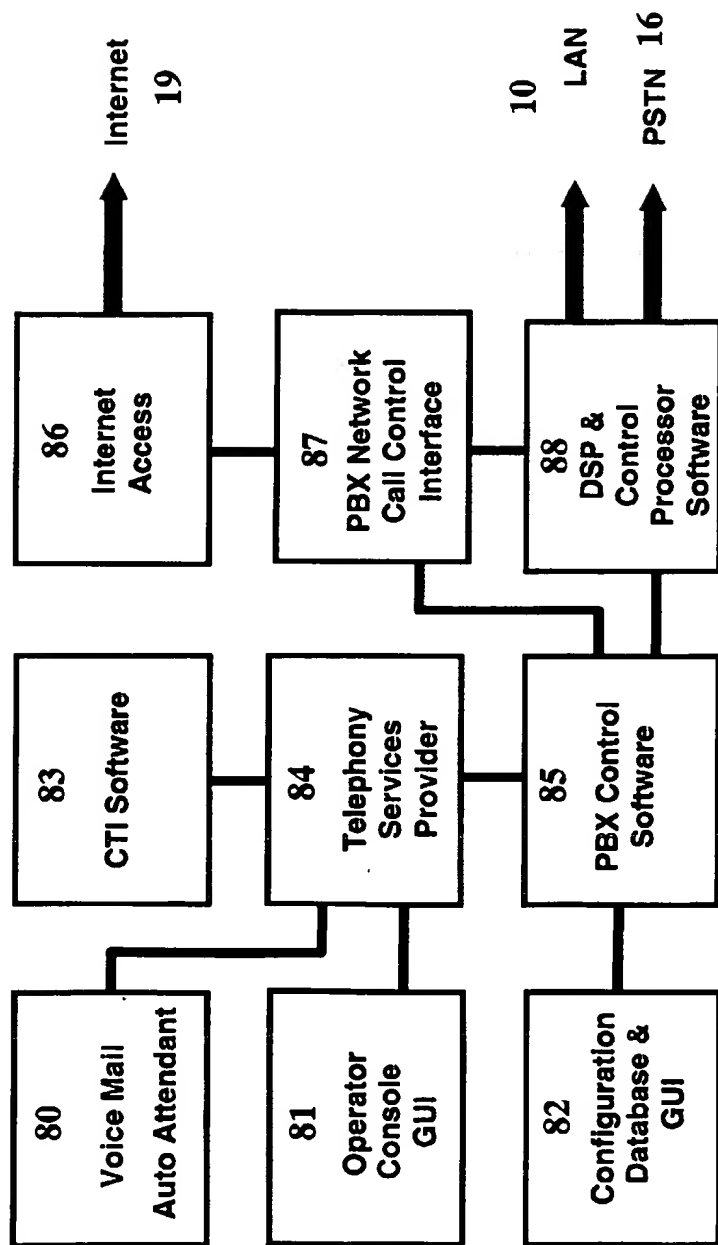 80
Voice Mail
Auto Attendant
83
CTI Software
86
Internet
Access
Internet
19
81
Operator
Console
GUI
84
Telephony
Services
Provider
87
PBX Network
Call Control
Interface
82
Configuration
Database &
GUI
85
PBX Control
Software
88
DSP &
Control
Processor
Software
10
LAN
PSTN 16